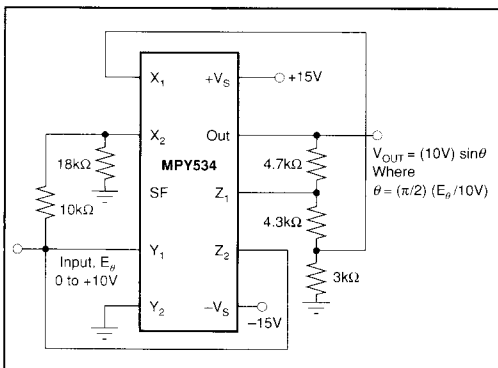 X1
+VS
+15V
X2
Out
18kΩ
MPY534
4.7kΩ
VOUT = (10V) sinθ
Where
θ = (π/2) (Eθ/10V)
SF
Z1
10kΩ
4.3kΩ
Input, Eθ
0 to +10V
Y1
Z2
3kΩ
Y2
–VS
–15V